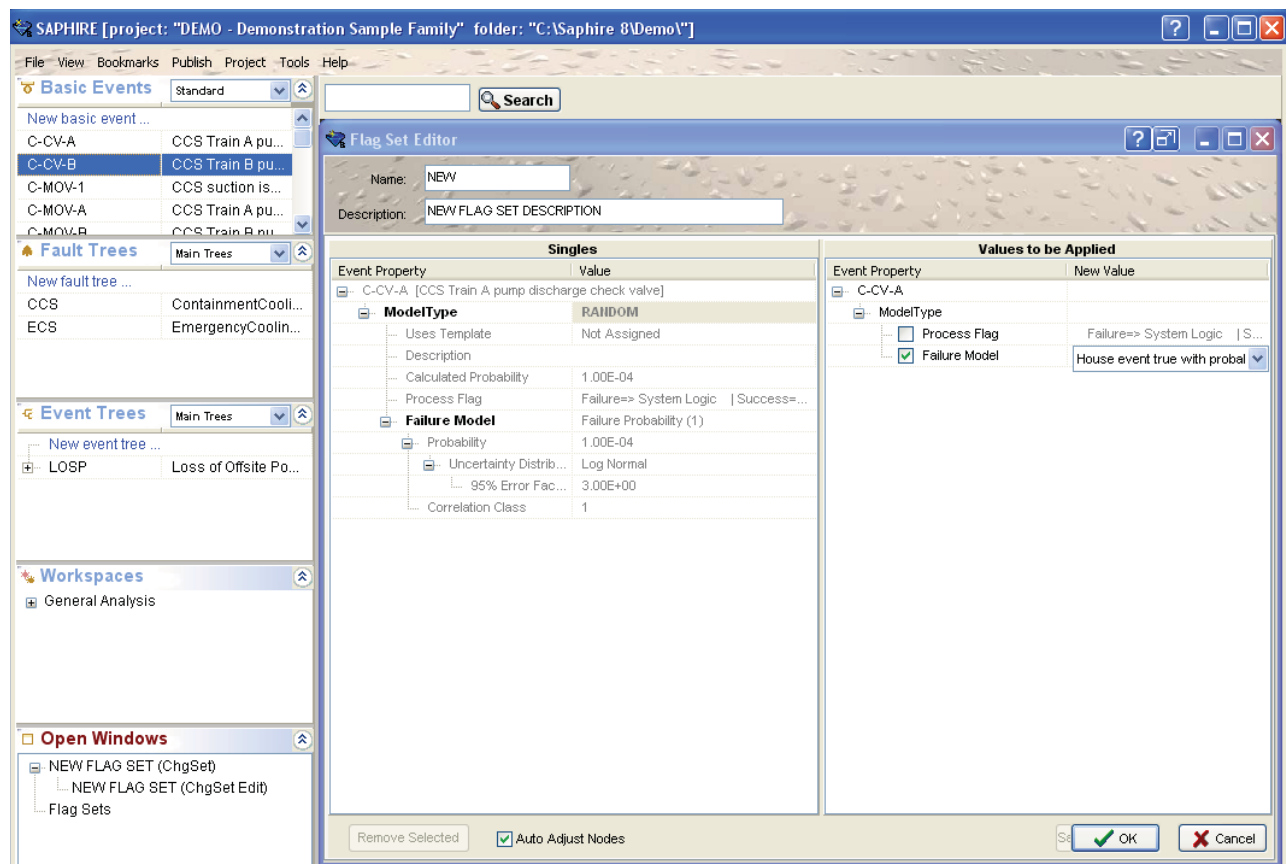 SAPHIRE [project: "DEMO - Demonstration Sample Family" folder: "C:\Saphire 8\Demo\"]
File View Bookmarks Publish Project Tools Help
Basic Events Standard
New basic event ...
C-CV-A CCS Train A pu...
C-CV-B CCS Train B pu...
C-MOV-1 CCS suction is...
C-MOV-A CCS Train A pu...
C-MOV-B CCS Train B pu
Fault Trees Main Trees
New fault tree ...
CCS ContainmentCooli...
ECS EmergencyCoolin...
Event Trees Main Trees
New event tree ...
LOSP Loss of Offsite Po...
Workspaces
General Analysis
Open Windows
NEW FLAG SET (ChgSet)
NEW FLAG SET (ChgSet Edit)
Flag Sets
Search
Flag Set Editor
Name: NEW
Description: NEW FLAG SET DESCRIPTION
Singles
Event Property Value
C-CV-A [CCS Train A pump discharge check valve]
ModelType RANDOM
Uses Template Not Assigned
Description
Calculated Probability 1.00E-04
Process Flag Failure=> System Logic | Success=...
Failure Model Failure Probability (1)
Probability 1.00E-04
Uncertainty Distrib... Log Normal
95% Error Fac... 3.00E+00
Correlation Class 1
Values to be Applied
Event Property New Value
C-CV-A
ModelType
Process Flag Failure=> System Logic | S...
Failure Model House event true with probal
Remove Selected Auto Adjust Nodes Se OK Cancel